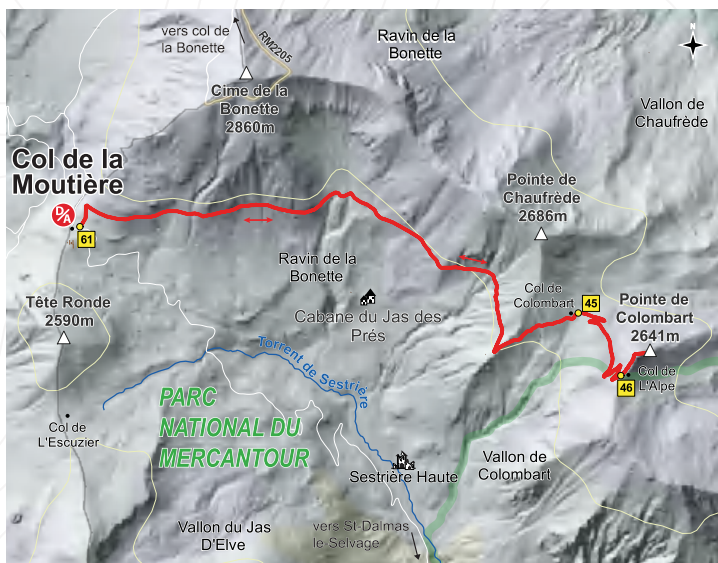 vers col de
la Bonette
RM2205
Ravin de la
Bonette
N
Cime de la
Bonette
2860m
Vallon de
Chaufrède
Col de la
Moutière
D/A
61
Pointe de
Chaufrède
2686m
Ravin de la
Bonette
Col de
Colombart
45
Pointe de
Colombart
2641m
Tête Ronde
2590m
Cabane du Jas des
Prés
Torrent de Sestrière
Col de
L'Alpe
46
PARC
NATIONAL DU
MERCANTOUR
Col de
L'Escuzier
Sestrière Haute
Vallon de
Colombart
Vallon du Jas
D'Elve
vers St-Dalmas
le-Selvage